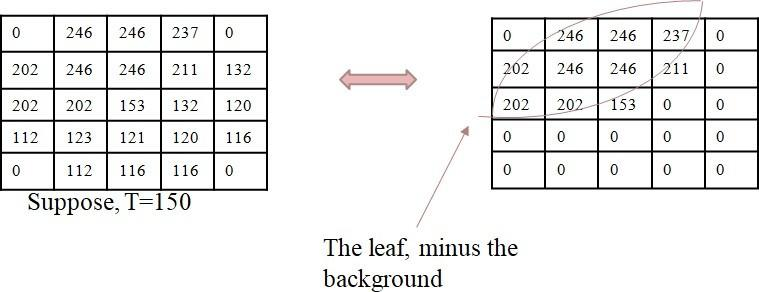 0 246 246 237 0
202 246 246 211 132
202 202 153 132 120
112 123 121 120 116
0 112 116 116 0
Suppose, T=150
0 246 246 237 0
202 246 246 211 0
202 202 153 0 0
0 0 0 0 0
0 0 0 0 0
The leaf, minus the
background